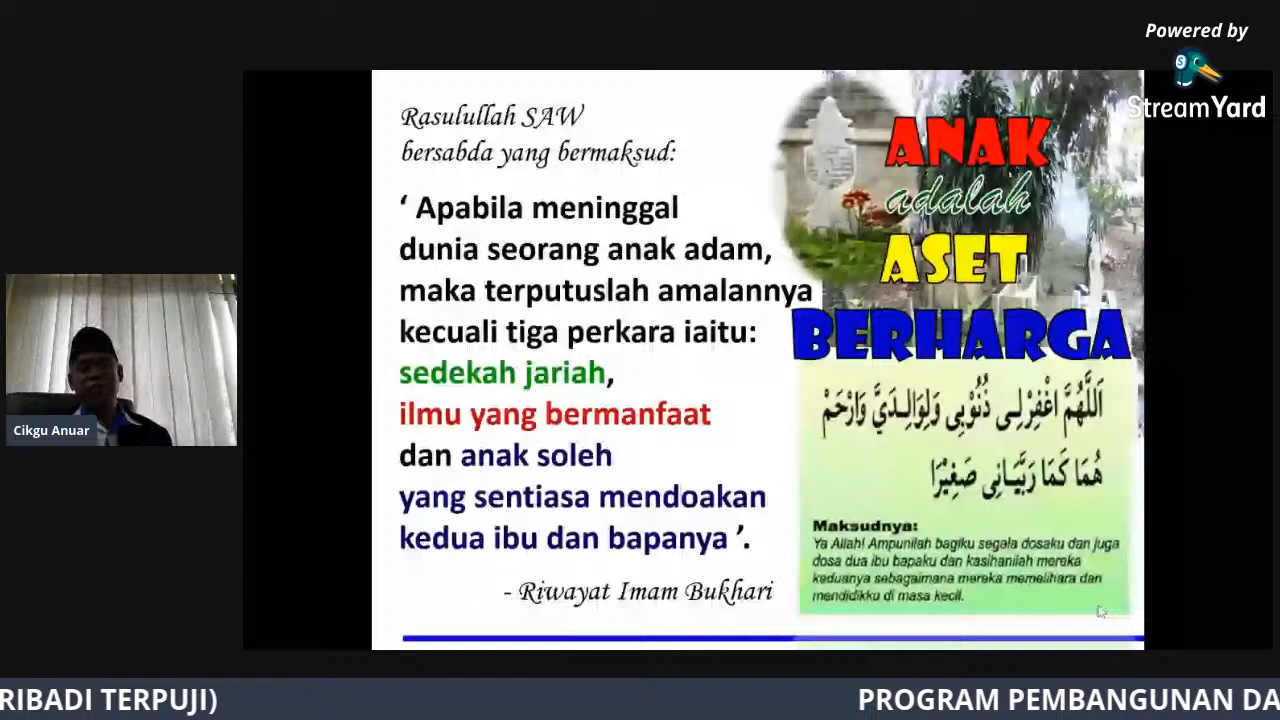 Powered by
StreamYard
Rasulullah SAW
bersabda yang bermaksud:
‘ Apabila meninggal
dunia seorang anak adam,
maka terputuslah amalannya
kecuali tiga perkara iaitu:
sedekah jariah,
ilmu yang bermanfaat
dan anak soleh
yang sentiasa mendoakan
kedua ibu dan bapanya ’.
- Riwayat Imam Bukhari
ANAK
adalah
ASET
BERHARGA
اَللَّهُمَّ اغْفِرْلِى ذُنُوْبِى وَلِوَالِدَيَّ وَارْحَمْ
هُمَا كَمَا رَبَّيَانِى صَغِيْرًا
Maksudnya:
Ya Allah! Ampunilah bagiku segala dosaku dan juga
dosa dua ibu bapaku dan kasihanilah mereka
keduanya sebagaimana mereka memelihara dan
mendidikku di masa kecil.
Cikgu Anuar
RIBADI TERPUJI) PROGRAM PEMBANGUNAN DA